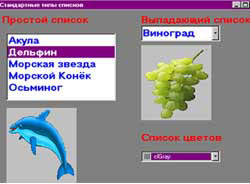 Стандартные типы списков
Простой список
Акула
Дельфин
Морская звезда
Морской Конёк
Осьминог
Выпадающий список
Виноград
Список цветов
clGray